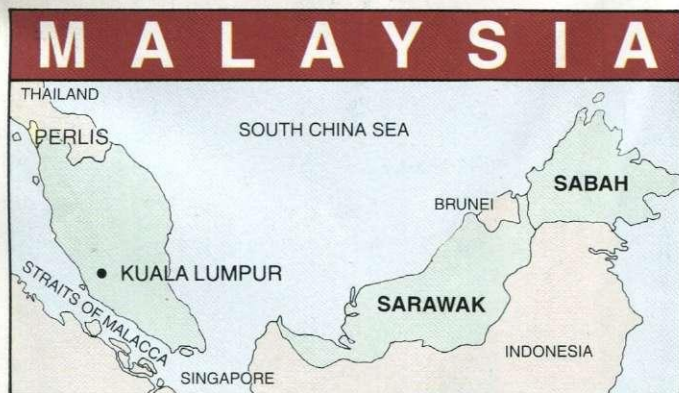 MALAYSIA
THAILAND
PERLIS
SOUTH CHINA SEA
SABAH
BRUNEI
KUALA LUMPUR
STRAITS OF MALACCA
SARAWAK
INDONESIA
SINGAPORE